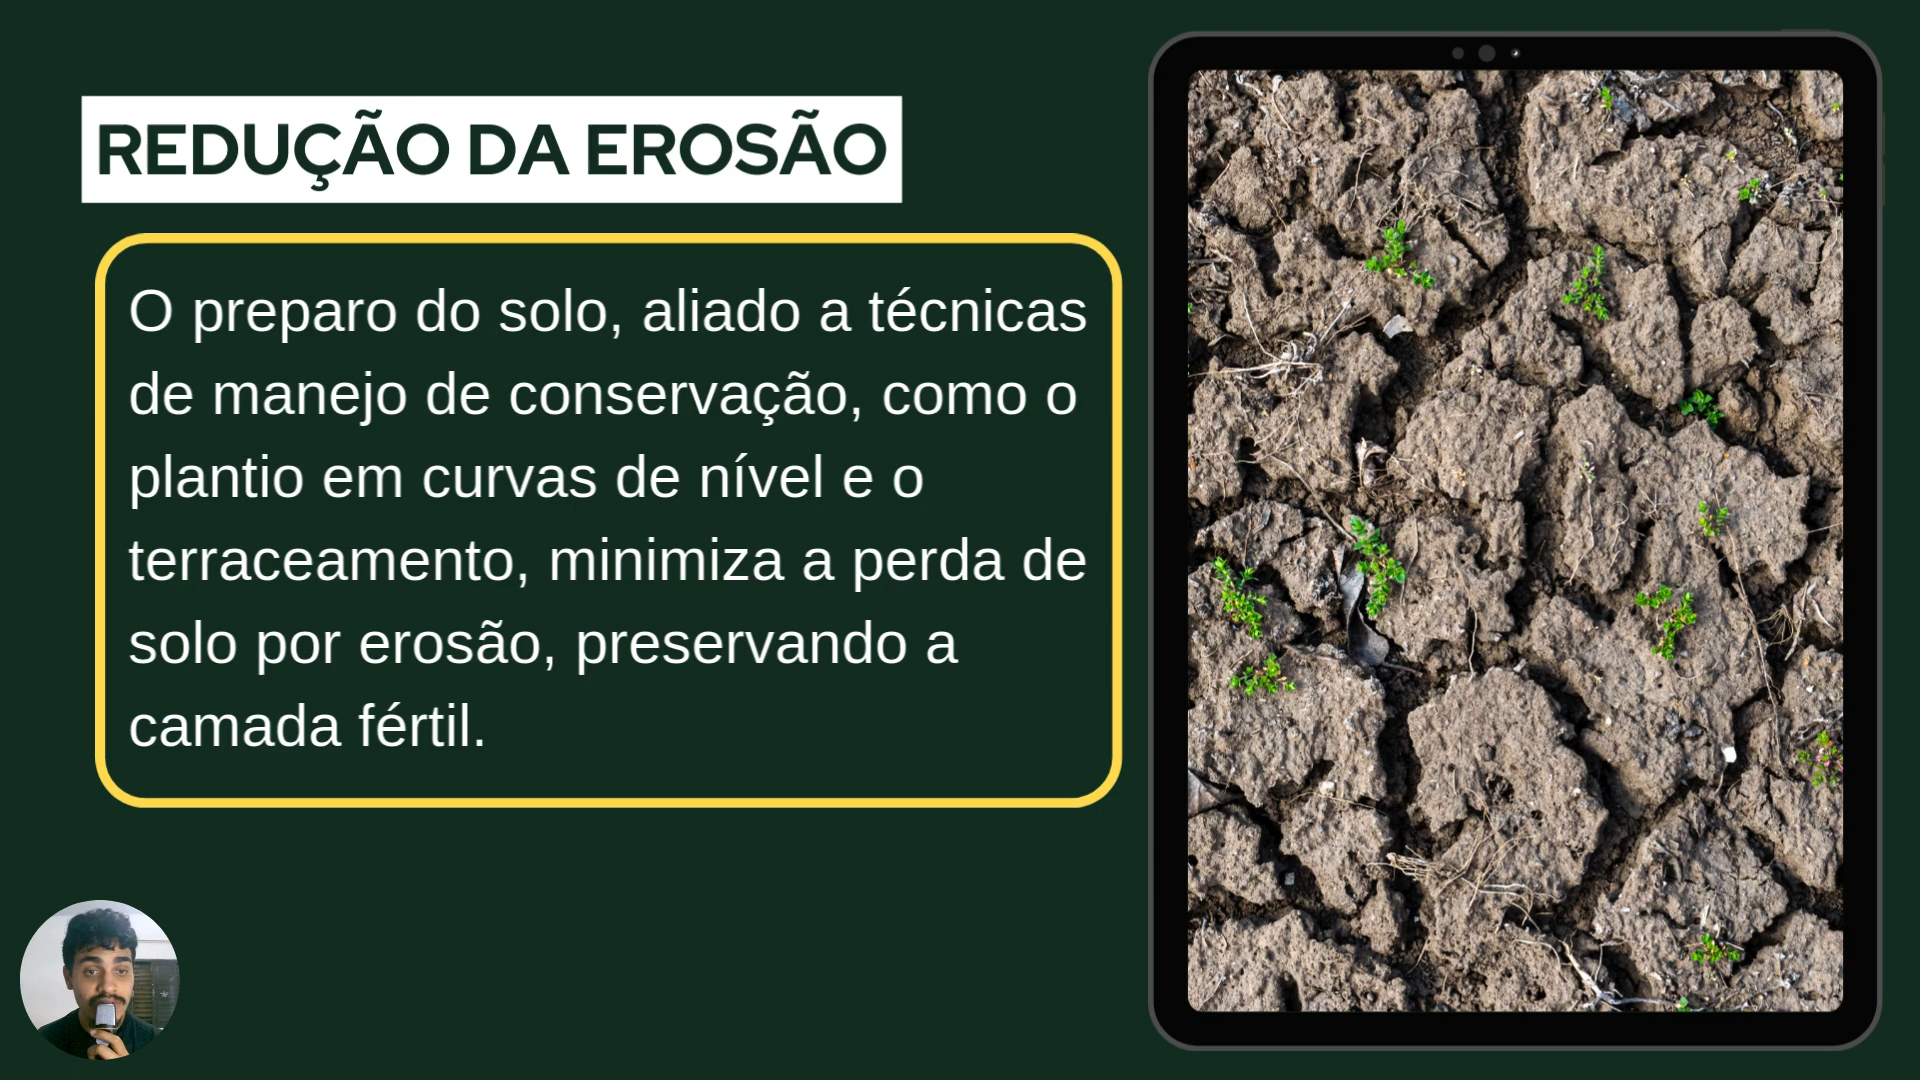 REDUÇÃO DA EROSÃO
O preparo do solo, aliado a técnicas
de manejo de conservação, como o
plantio em curvas de nível e o
terraceamento, minimiza a perda de
solo por erosão, preservando a
camada fértil.